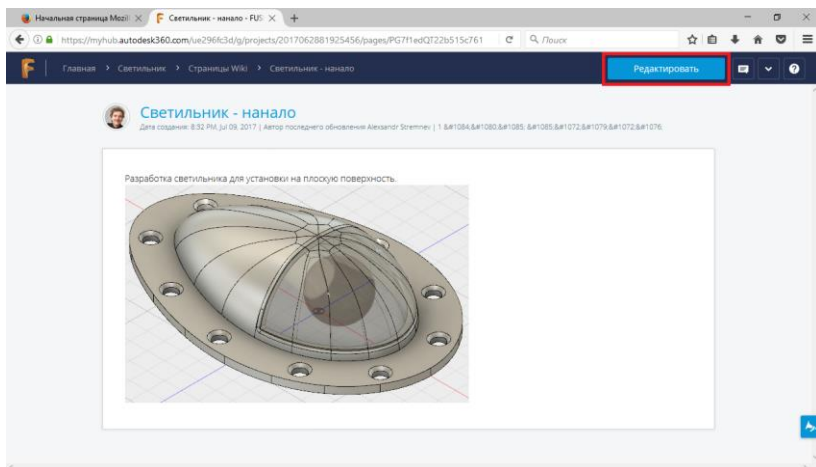 Начальная страница Mozil
Светильник - нанало - FUS
https://myhub.autodesk360.com/ue296fc3d/g/projects/2017062881925456/pages/PG7f1edQT22b515c761
Поиск
Главная > Светильник > Страницы Wiki > Светильник - нанало
Редактировать
Светильник - нанало
Дата создания: 8:32 PM, Jul 09, 2017 | Автор последнего обновления Alexsandr Stremnev | 1 &#1084;&#1080;&#1085; &#1085;&#1072;&#1079;&#1072;&#1076;
Разработка светильника для установки на плоскую поверхность.